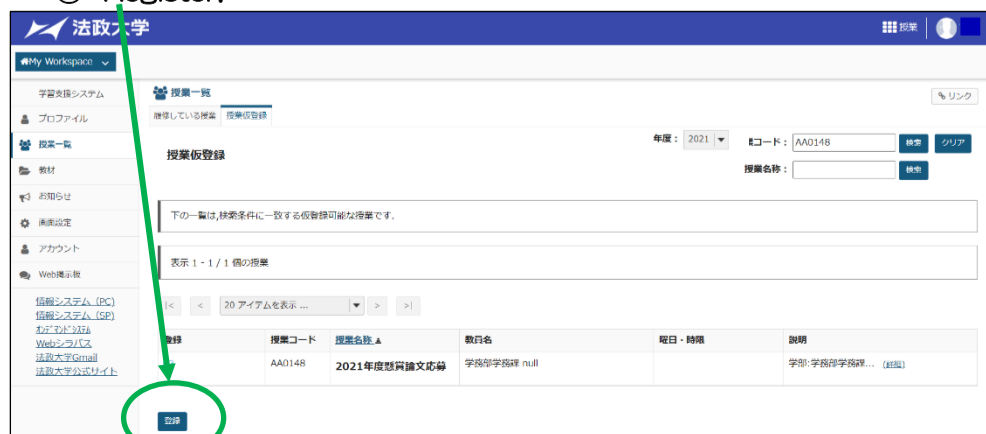 Register.
法政大学
授業
My Workspace
学習支援システム
プロファイル
授業一覧
教材
お知らせ
画面設定
アカウント
Web掲示板
情報システム（PC）
情報システム（SP）
オンデマンドシステム
Webシラバス
法政大学Gmail
法政大学公式サイト
授業一覧
リンク
履修している授業 授業仮登録
授業仮登録
年度： 2021
コード： AA0148 検索 クリア
授業名称： 検索
下の一覧は,検索条件に一致する仮登録可能な授業です.
表示 1 - 1 / 1 個の授業
|< < 20 アイテムを表示 ... > >|
登録 授業コード 授業名称▲ 教員名 曜日・時限 説明
AA0148 2021年度懸賞論文応募 学務部学務課 null 学部:学務部学務課... (詳細)
登録